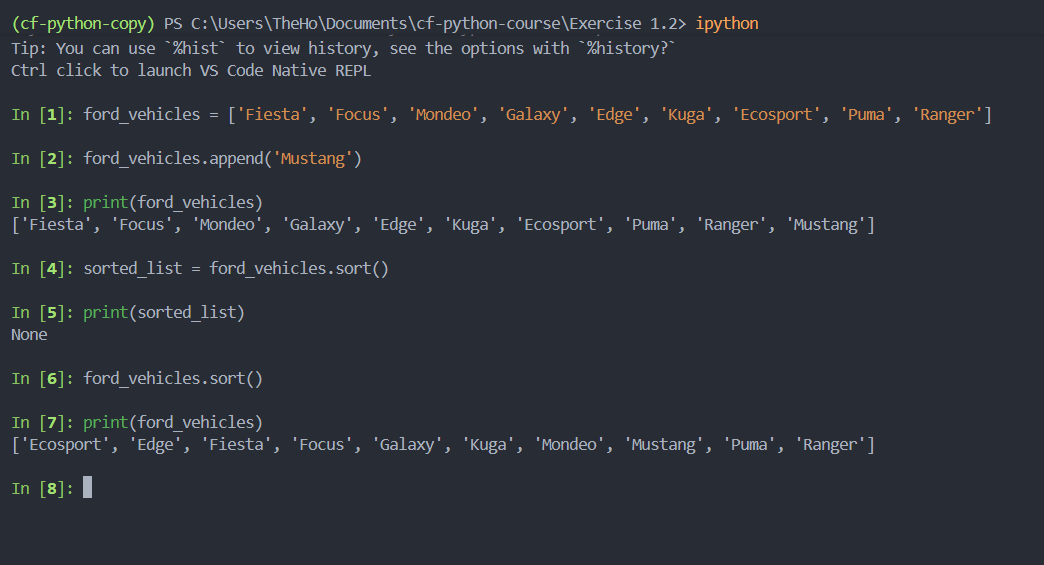 (cf-python-copy) PS C:\Users\TheHo\Documents\cf-python-course\Exercise 1.2> ipython
Tip: You can use `%hist` to view history, see the options with `%history?`
Ctrl click to launch VS Code Native REPL
In [1]: ford_vehicles = ['Fiesta', 'Focus', 'Mondeo', 'Galaxy', 'Edge', 'Kuga', 'Ecosport', 'Puma', 'Ranger']
In [2]: ford_vehicles.append('Mustang')
In [3]: print(ford_vehicles)
['Fiesta', 'Focus', 'Mondeo', 'Galaxy', 'Edge', 'Kuga', 'Ecosport', 'Puma', 'Ranger', 'Mustang']
In [4]: sorted_list = ford_vehicles.sort()
In [5]: print(sorted_list)
None
In [6]: ford_vehicles.sort()
In [7]: print(ford_vehicles)
['Ecosport', 'Edge', 'Fiesta', 'Focus', 'Galaxy', 'Kuga', 'Mondeo', 'Mustang', 'Puma', 'Ranger']
In [8]: